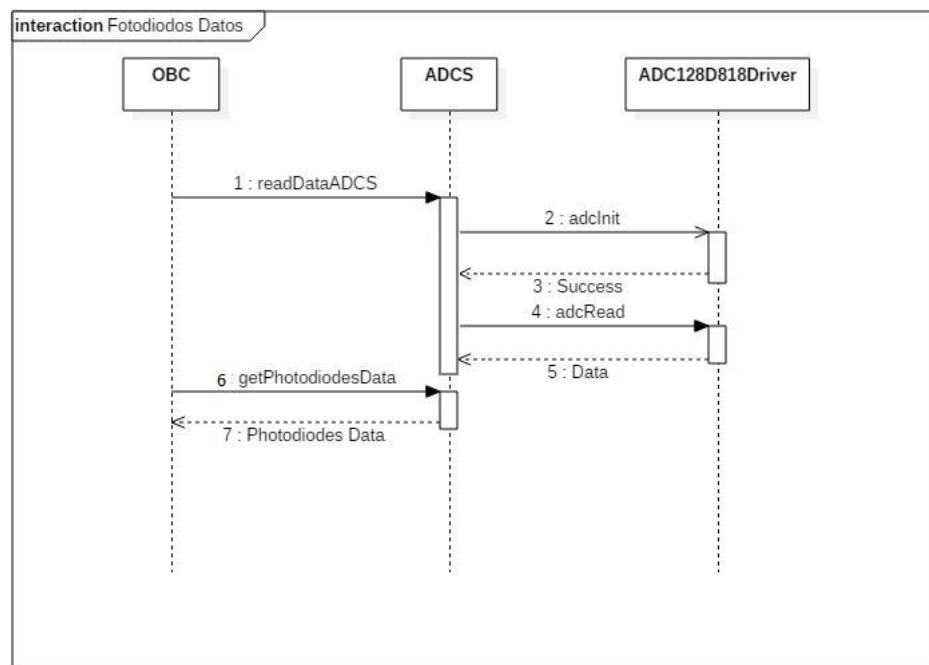 interaction Fotodiodos Datos
OBC
ADCS
ADC128D818Driver
1 : readDataADCS
2 : adcInit
3 : Success
4 : adcRead
5 : Data
6 : getPhotodiodesData
7 : Photodiodes Data